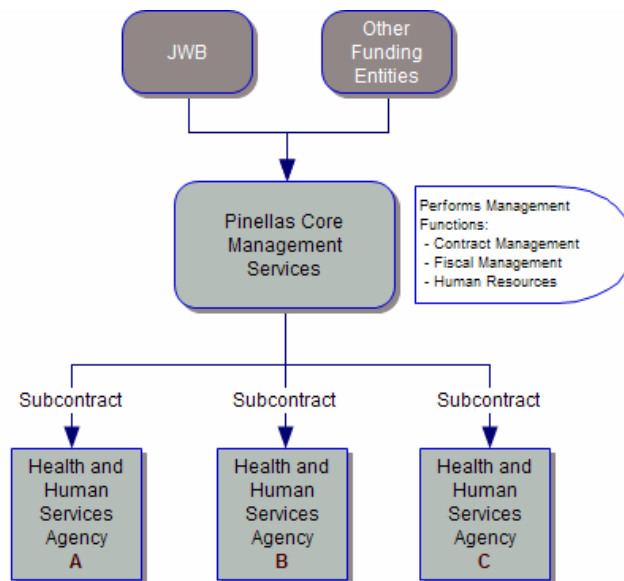 JWB
Other
Funding
Entities
Pinellas Core
Management
Services
Performs Management
Functions:
- Contract Management
- Fiscal Management
- Human Resources
Subcontract
Subcontract
Subcontract
Health and
Human
Services
Agency
A
Health and
Human
Services
Agency
B
Health and
Human
Services
Agency
C